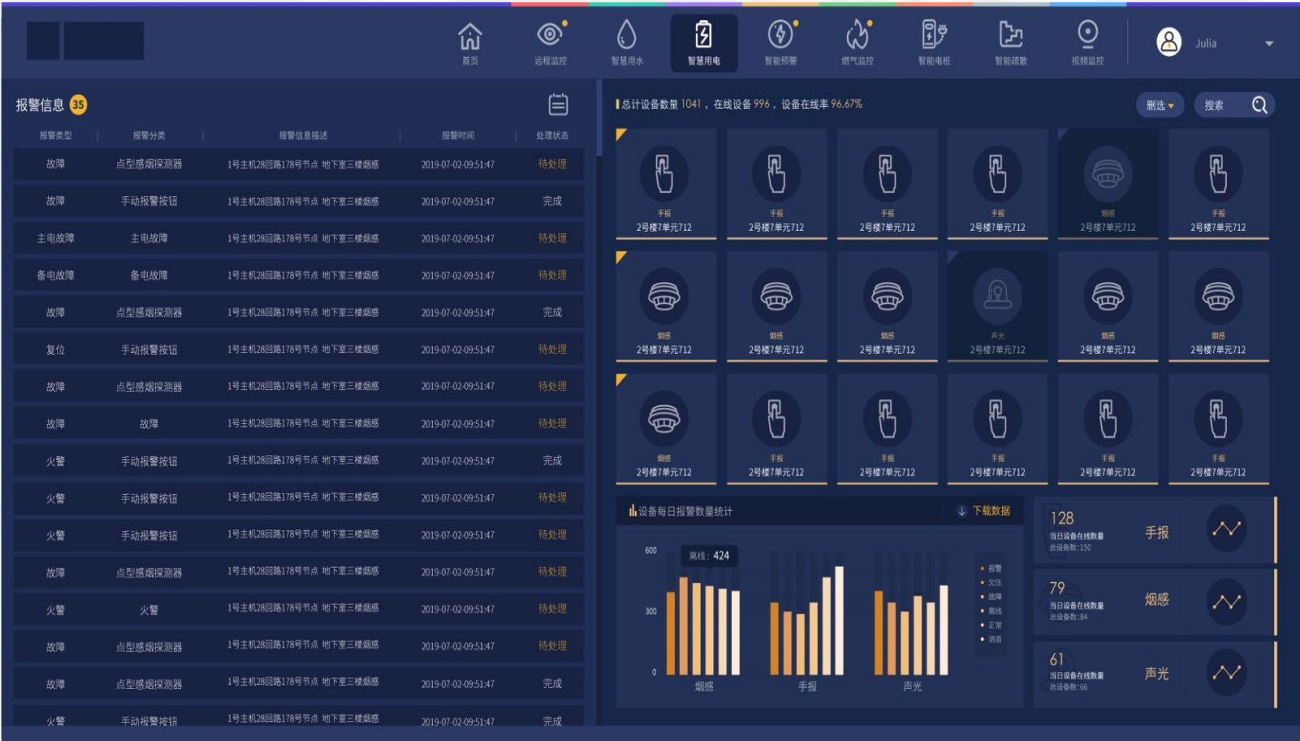 首页
远程监控
智慧用水
智慧用电
智能预警
燃气监控
智能电桩
智能疏散
视频监控
Julia
报警信息 35
报警类型 报警分类 报警信息描述 报警时间 处理状态
故障 点型感烟探测器 1号主机28回路178号节点 地下室三楼烟感 2019-07-02-09:51:47 待处理
故障 手动报警按钮 1号主机28回路178号节点 地下室三楼烟感 2019-07-02-09:51:47 完成
主电故障 主电故障 1号主机28回路178号节点 地下室三楼烟感 2019-07-02-09:51:47 待处理
备电故障 备电故障 1号主机28回路178号节点 地下室三楼烟感 2019-07-02-09:51:47 待处理
故障 点型感烟探测器 1号主机28回路178号节点 地下室三楼烟感 2019-07-02-09:51:47 完成
复位 手动报警按钮 1号主机28回路178号节点 地下室三楼烟感 2019-07-02-09:51:47 待处理
故障 点型感烟探测器 1号主机28回路178号节点 地下室三楼烟感 2019-07-02-09:51:47 待处理
故障 故障 1号主机28回路178号节点 地下室三楼烟感 2019-07-02-09:51:47 待处理
火警 手动报警按钮 1号主机28回路178号节点 地下室三楼烟感 2019-07-02-09:51:47 完成
火警 手动报警按钮 1号主机28回路178号节点 地下室三楼烟感 2019-07-02-09:51:47 待处理
火警 手动报警按钮 1号主机28回路178号节点 地下室三楼烟感 2019-07-02-09:51:47 待处理
故障 点型感烟探测器 1号主机28回路178号节点 地下室三楼烟感 2019-07-02-09:51:47 待处理
火警 火警 1号主机28回路178号节点 地下室三楼烟感 2019-07-02-09:51:47 待处理
故障 点型感烟探测器 1号主机28回路178号节点 地下室三楼烟感 2019-07-02-09:51:47 待处理
故障 点型感烟探测器 1号主机28回路178号节点 地下室三楼烟感 2019-07-02-09:51:47 完成
火警 手动报警按钮 1号主机28回路178号节点 地下室三楼烟感 2019-07-02-09:51:47 完成
总计设备数量 1041 ，在线设备 996 ，设备在线率 96.67%
删选
搜索
手报 手报 手报 手报 烟感 手报
2号楼7单元712 2号楼7单元712 2号楼7单元712 2号楼7单元712 2号楼7单元712 2号楼7单元712
烟感 烟感 烟感 声光 烟感 烟感
2号楼7单元712 2号楼7单元712 2号楼7单元712 2号楼7单元712 2号楼7单元712 2号楼7单元712
烟感 手报 手报 手报 手报 手报
2号楼7单元712 2号楼7单元712 2号楼7单元712 2号楼7单元712 2号楼7单元712 2号楼7单元712
设备每日报警数量统计
下载数据
600
300
0
离线：424
烟感 手报 声光
报警
欠压
故障
离线
正常
消音
128
当日设备在线数量
总设备数:150
手报
79
当日设备在线数量
总设备数:84
烟感
61
当日设备在线数量
总设备数:66
声光